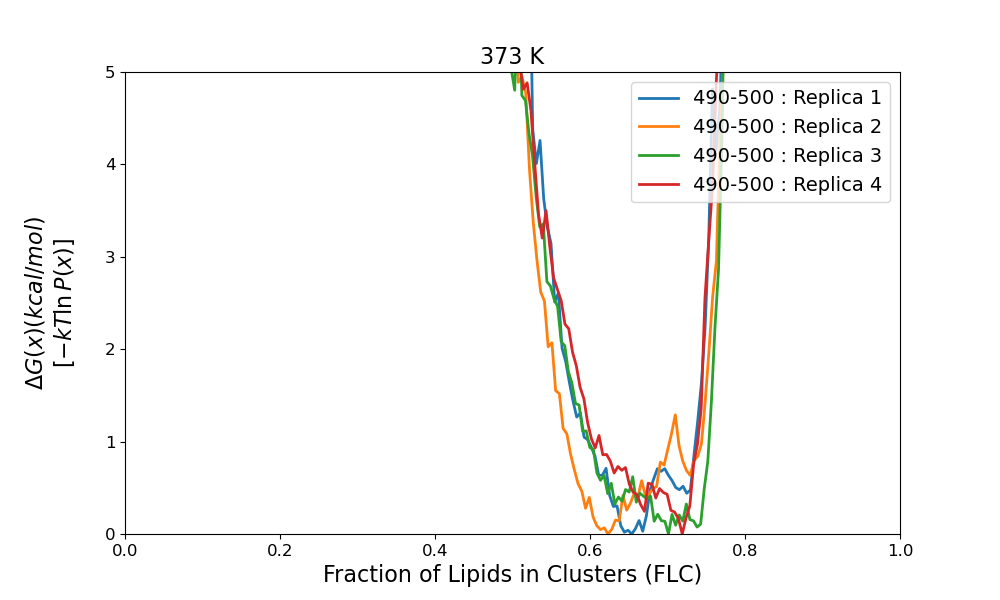 373 K
ΔG(x)(kcal/mol)
[−kT ln P(x)]
5
4
3
2
1
0
490-500 : Replica 1
490-500 : Replica 2
490-500 : Replica 3
490-500 : Replica 4
0.0 0.2 0.4 0.6 0.8 1.0
Fraction of Lipids in Clusters (FLC)